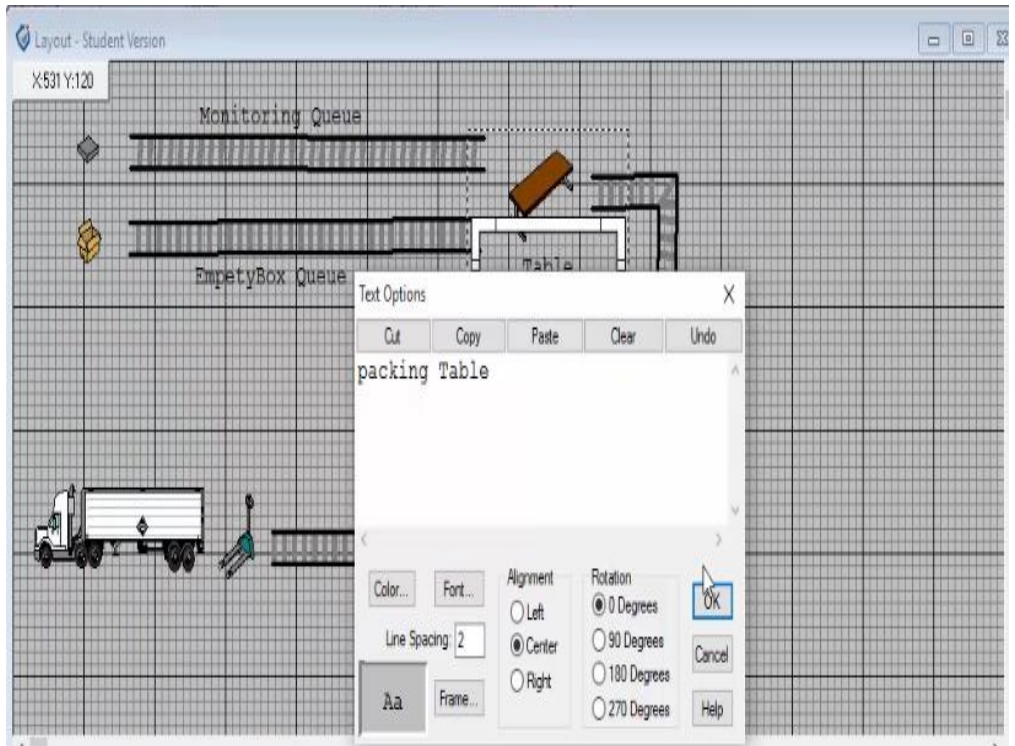 Layout - Student Version
X:531 Y:120
Monitoring Queue
EmpetyBox Queue
Table
Text Options
Cut Copy Paste Clear Undo
packing Table
Color... Font...
Line Spacing: 2
Aa
Frame...
Alignment
Left
Center
Right
Rotation
0 Degrees
90 Degrees
180 Degrees
270 Degrees
OK
Cancel
Help